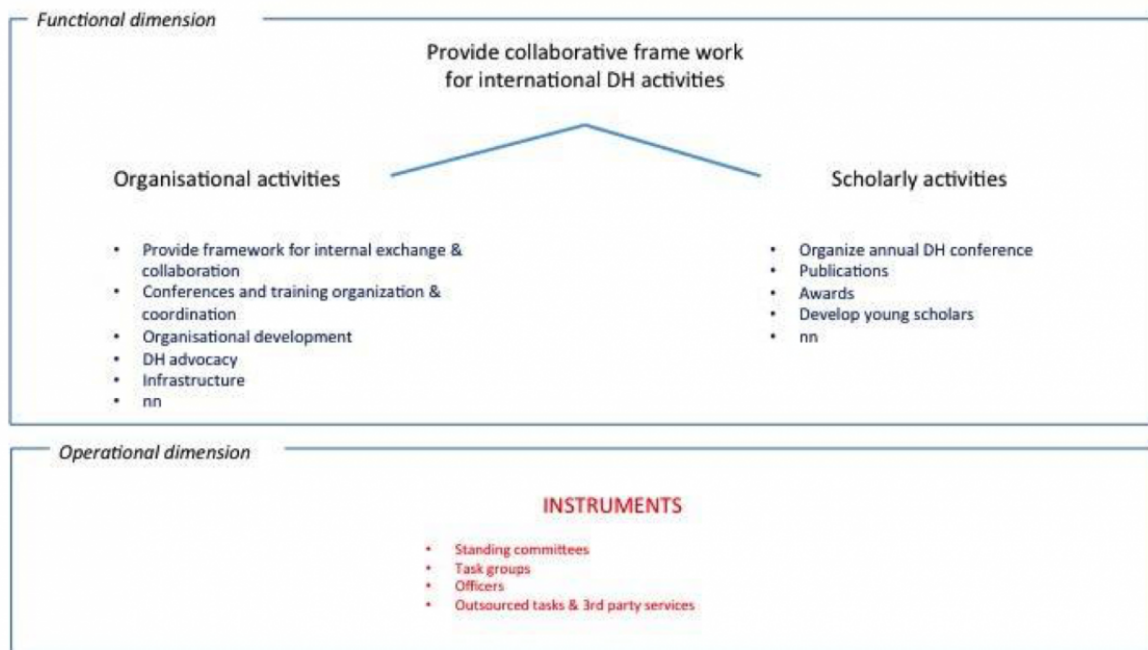 Functional dimension
Provide collaborative frame work
for international DH activities
Organisational activities
• Provide framework for internal exchange &
collaboration
• Conferences and training organization &
coordination
• Organisational development
• DH advocacy
• Infrastructure
• nn
Scholarly activities
• Organize annual DH conference
• Publications
• Awards
• Develop young scholars
• nn
Operational dimension
INSTRUMENTS
• Standing committees
• Task groups
• Officers
• Outsourced tasks & 3rd party services